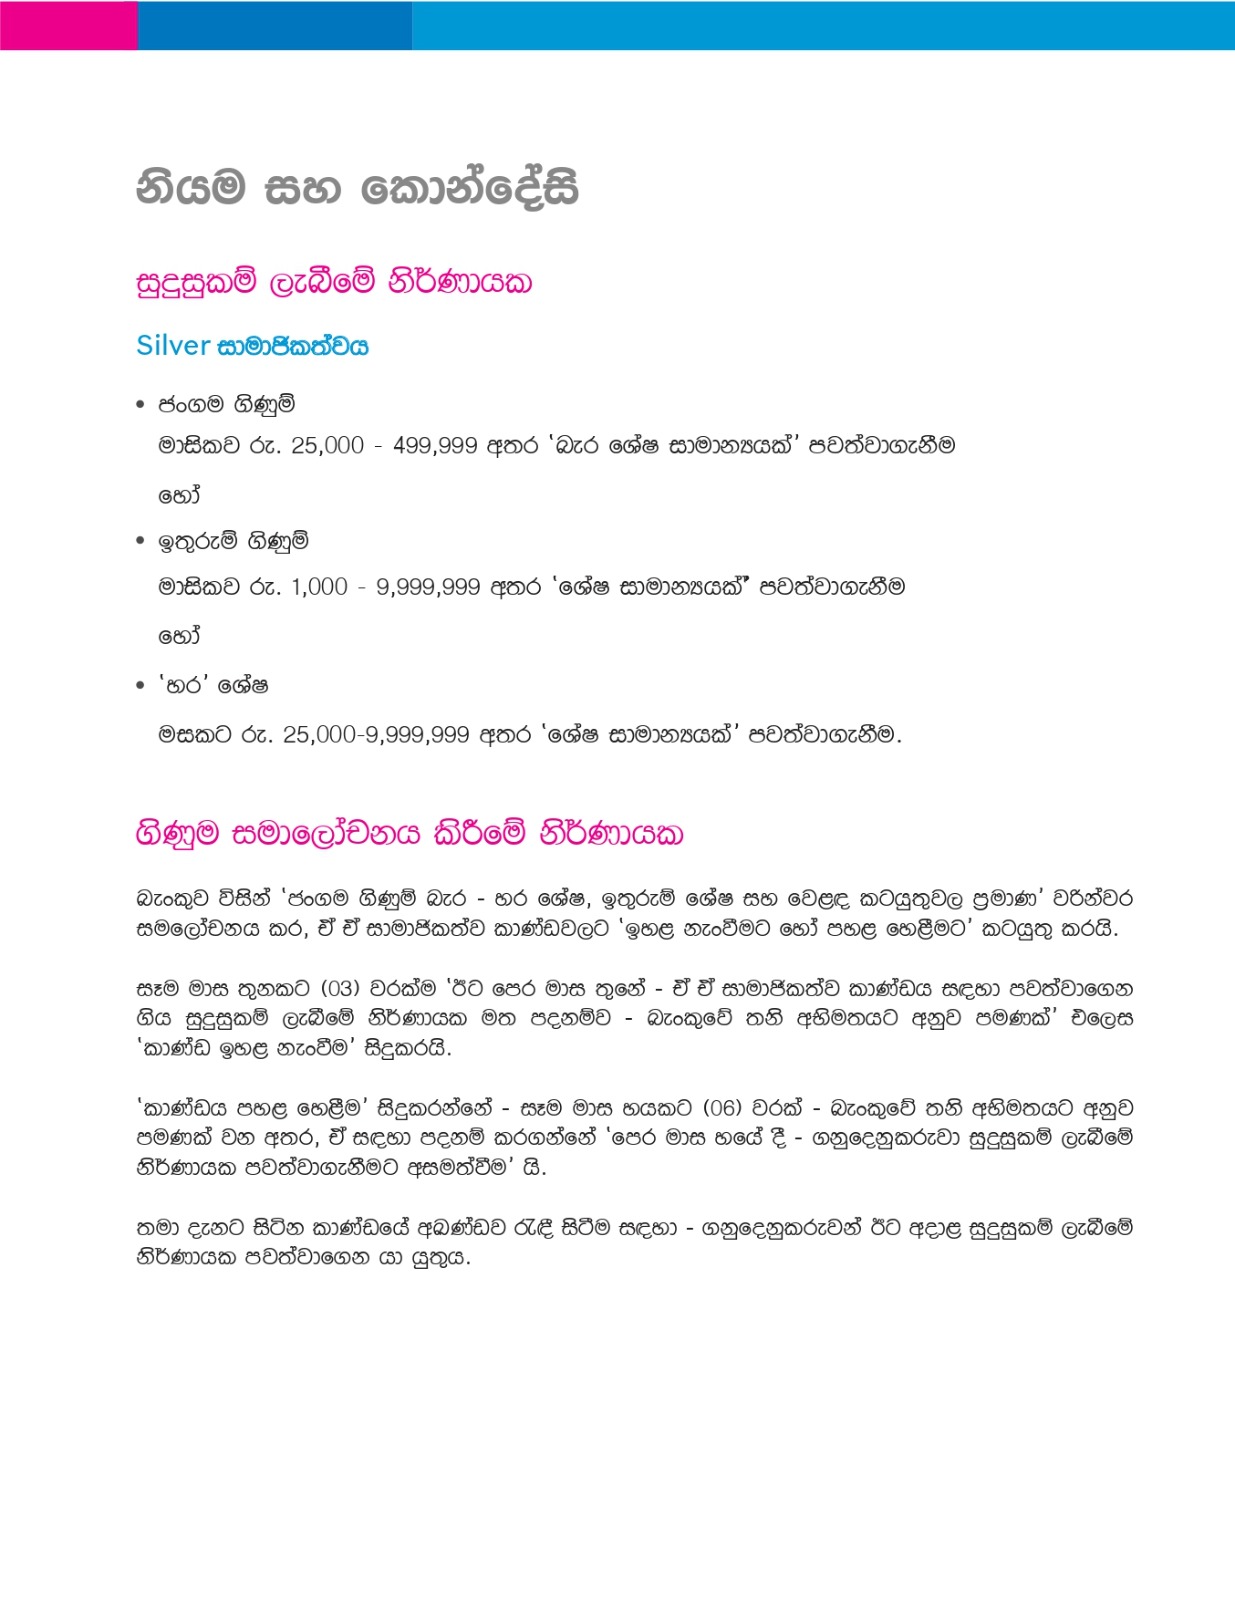 නියම සහ කොන්දේසි
සුදුසුකම් ලැබීමේ නිර්ණායක
Silver සාමාජිකත්වය
• ජංගම ගිණුම්
මාසිකව රු. 25,000 - 499,999 අතර ‘බැර ශේෂ සාමාන්‍යයක්’ පවත්වාගැනීම
හෝ
• ඉතුරුම් ගිණුම්
මාසිකව රු. 1,000 - 9,999,999 අතර ‘ශේෂ සාමාන්‍යයක්’ පවත්වාගැනීම
හෝ
• ‘හර’ ශේෂ
මසකට රු. 25,000-9,999,999 අතර ‘ශේෂ සාමාන්‍යයක්’ පවත්වාගැනීම.
ගිණුම සමාලෝචනය කිරීමේ නිර්ණායක
බැංකුව විසින් ‘ජංගම ගිණුම් බැර - හර ශේෂ, ඉතුරුම් ශේෂ සහ වෙළඳ කටයුතුවල ප්‍රමාණ’ වරින්වර
සමලෝචනය කර, ඒ ඒ සාමාජිකත්ව කාණ්ඩවලට ‘ඉහළ නැංවීමට හෝ පහළ හෙළීමට’ කටයුතු කරයි.
සෑම මාස තුනකට (03) වරක්ම ‘ඊට පෙර මාස තුනේ - ඒ ඒ සාමාජිකත්ව කාණ්ඩය සඳහා පවත්වාගෙන
ගිය සුදුසුකම් ලැබීමේ නිර්ණායක මත පදනම්ව - බැංකුවේ තනි අභිමතයට අනුව පමණක්’ එලෙස
‘කාණ්ඩ ඉහළ නැංවීම’ සිදුකරයි.
‘කාණ්ඩය පහළ හෙළීම’ සිදුකරන්නේ - සෑම මාස හයකට (06) වරක් - බැංකුවේ තනි අභිමතයට අනුව
පමණක් වන අතර, ඒ සඳහා පදනම් කරගන්නේ ‘පෙර මාස හයේ දී - ගනුදෙනුකරුවා සුදුසුකම් ලැබීමේ
නිර්ණායක පවත්වාගැනීමට අසමත්වීම’ යි.
තමා දැනට සිටින කාණ්ඩයේ අඛණ්ඩව රැඳී සිටීම සඳහා - ගනුදෙනුකරුවන් ඊට අදාළ සුදුසුකම් ලැබීමේ
නිර්ණායක පවත්වාගෙන යා යුතුය.